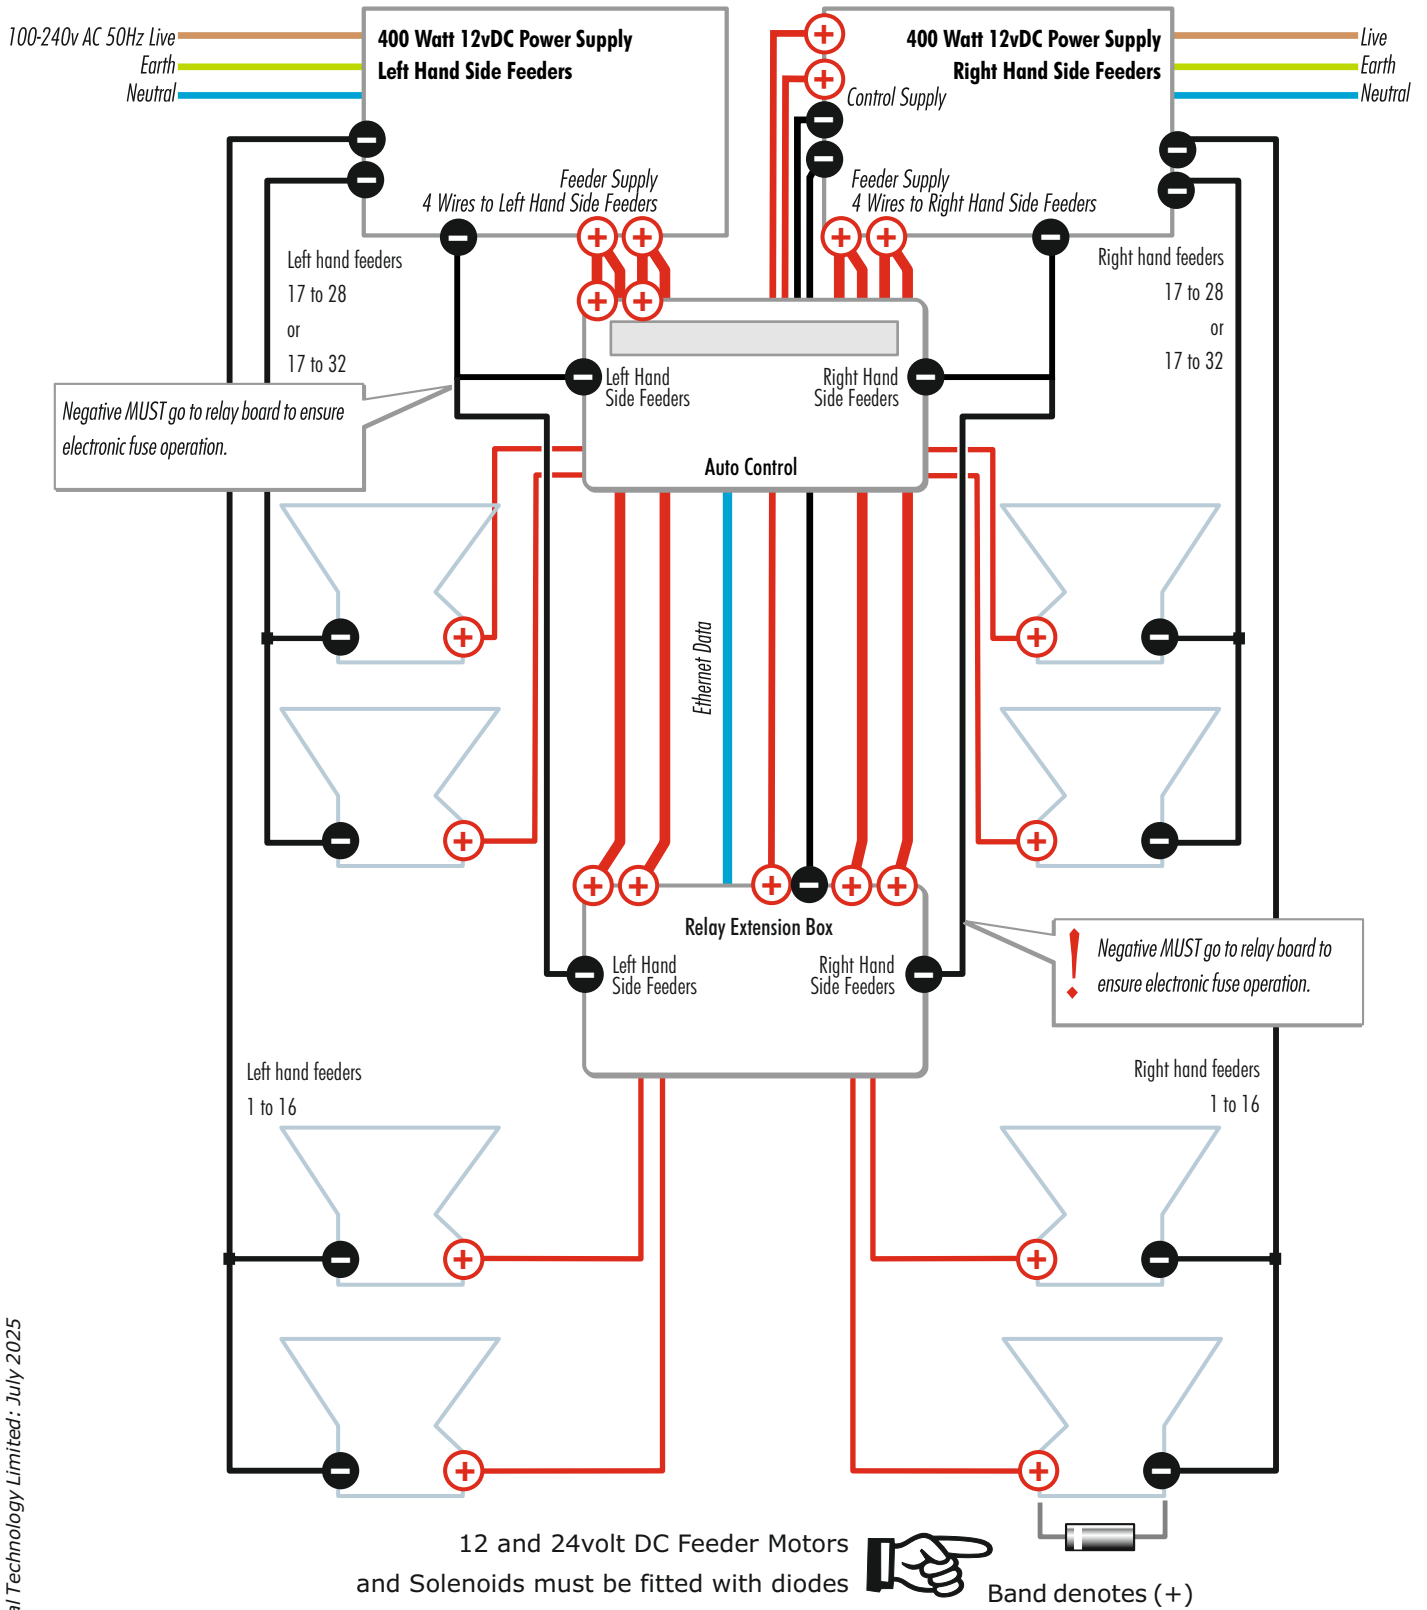 100-240v AC 50Hz Live
Earth
Neutral
400 Watt 12vDC Power Supply
Left Hand Side Feeders
400 Watt 12vDC Power Supply
Right Hand Side Feeders
Live
Earth
Neutral
Control Supply
Feeder Supply
4 Wires to Left Hand Side Feeders
Feeder Supply
4 Wires to Right Hand Side Feeders
Left hand feeders
17 to 28
or
17 to 32
Right hand feeders
17 to 28
or
17 to 32
Negative MUST go to relay board to ensure
electronic fuse operation.
Left Hand
Side Feeders
Right Hand
Side Feeders
Auto Control
Ethernet Data
Relay Extension Box
Left Hand
Side Feeders
Right Hand
Side Feeders
! Negative MUST go to relay board to
ensure electronic fuse operation.
Left hand feeders
1 to 16
Right hand feeders
1 to 16
Technology Limited: July 2025
12 and 24volt DC Feeder Motors
and Solenoids must be fitted with diodes
Band denotes (+)